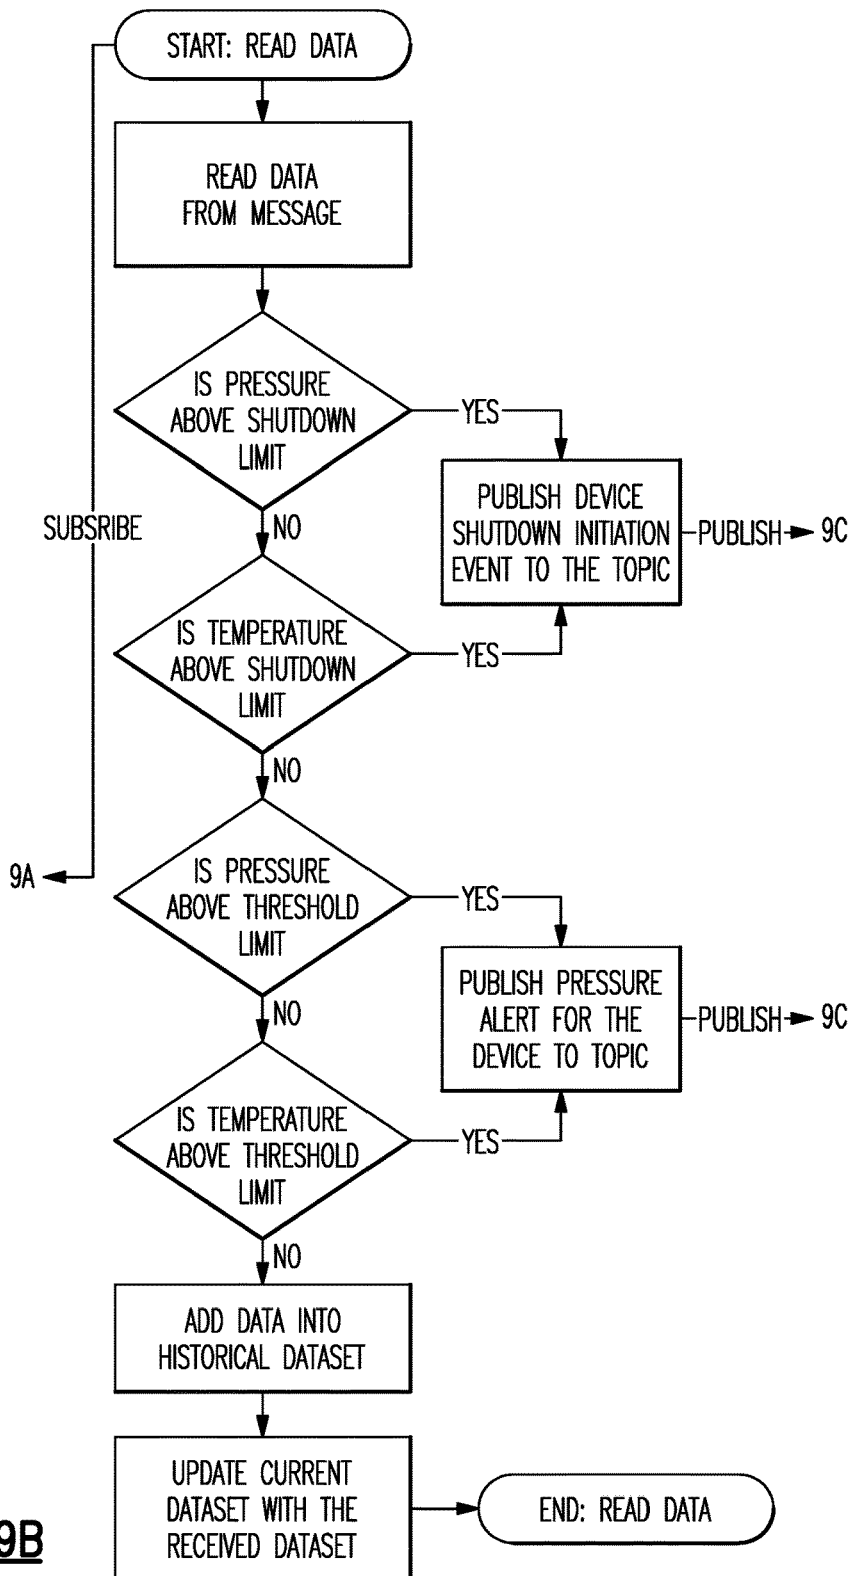 START: READ DATA
READ DATA
FROM MESSAGE
IS PRESSURE
ABOVE SHUTDOWN
LIMIT
YES
PUBLISH DEVICE
SHUTDOWN INITIATION
EVENT TO THE TOPIC
PUBLISH
9C
SUBSRIBE
NO
IS TEMPERATURE
ABOVE SHUTDOWN
LIMIT
YES
NO
9A
IS PRESSURE
ABOVE THRESHOLD
LIMIT
YES
PUBLISH PRESSURE
ALERT FOR THE
DEVICE TO TOPIC
PUBLISH
9C
NO
IS TEMPERATURE
ABOVE THRESHOLD
LIMIT
YES
NO
ADD DATA INTO
HISTORICAL DATASET
UPDATE CURRENT
DATASET WITH THE
RECEIVED DATASET
END: READ DATA
9B